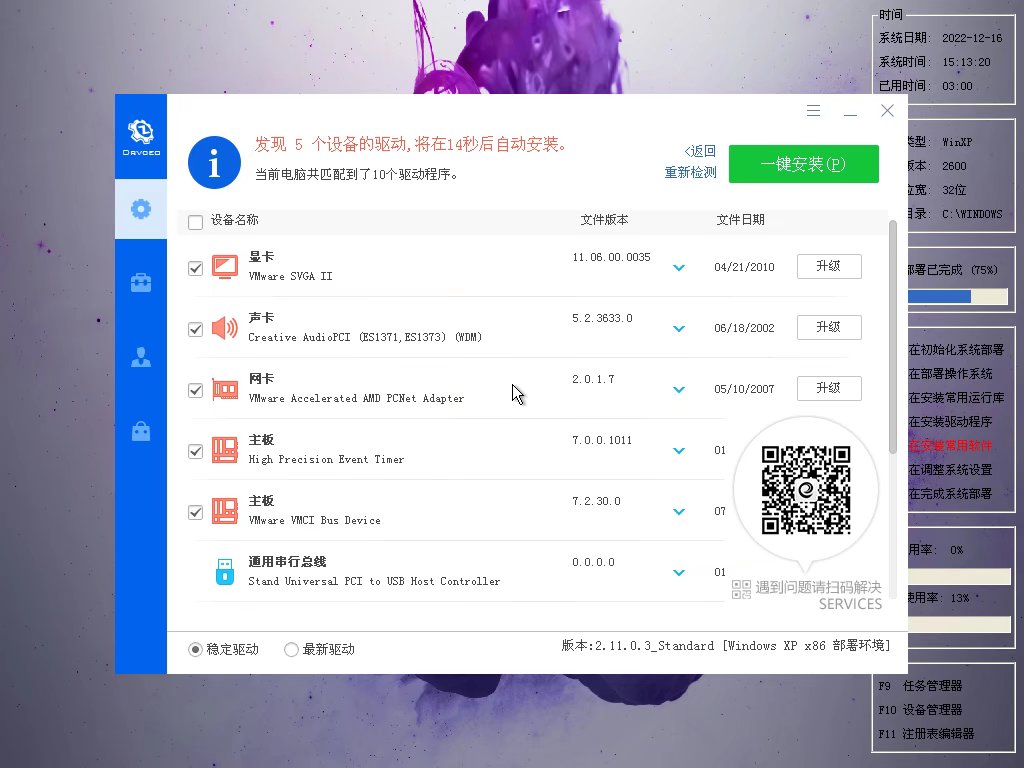 时间
系统日期: 2022-12-16
系统时间: 15:13:20
已用时间: 03:00
DRVCEO
发现 5 个设备的驱动,将在14秒后自动安装。
当前电脑共匹配到了10个驱动程序。
<返回
重新检测
一键安装(P)
设备名称 文件版本 文件日期
显卡
VMware SVGA II
11.06.00.0035
04/21/2010
升级
声卡
Creative AudioPCI (ES1371,ES1373) (WDM)
5.2.3633.0
06/18/2002
升级
网卡
VMware Accelerated AMD PCNet Adapter
2.0.1.7
05/10/2007
升级
主板
High Precision Event Timer
7.0.0.1011
01
主板
VMware VMCI Bus Device
7.2.30.0
07
通用串行总线
Stand Universal PCI to USB Host Controller
0.0.0.0
01
遇到问题请扫码解决
SERVICES
稳定驱动 最新驱动
版本:2.11.0.3_Standard [Windows XP x86 部署环境]
类型: WinXP
版本: 2600
位宽: 32位
目录: C:\WINDOWS
部署已完成 (75%)
在初始化系统部署
在部署操作系统
在安装常用运行库
在安装驱动程序
在安装常用软件
在调整系统设置
在完成系统部署
用率: 0%
使用率: 13%
F9 任务管理器
F10 设备管理器
F11 注册表编辑器